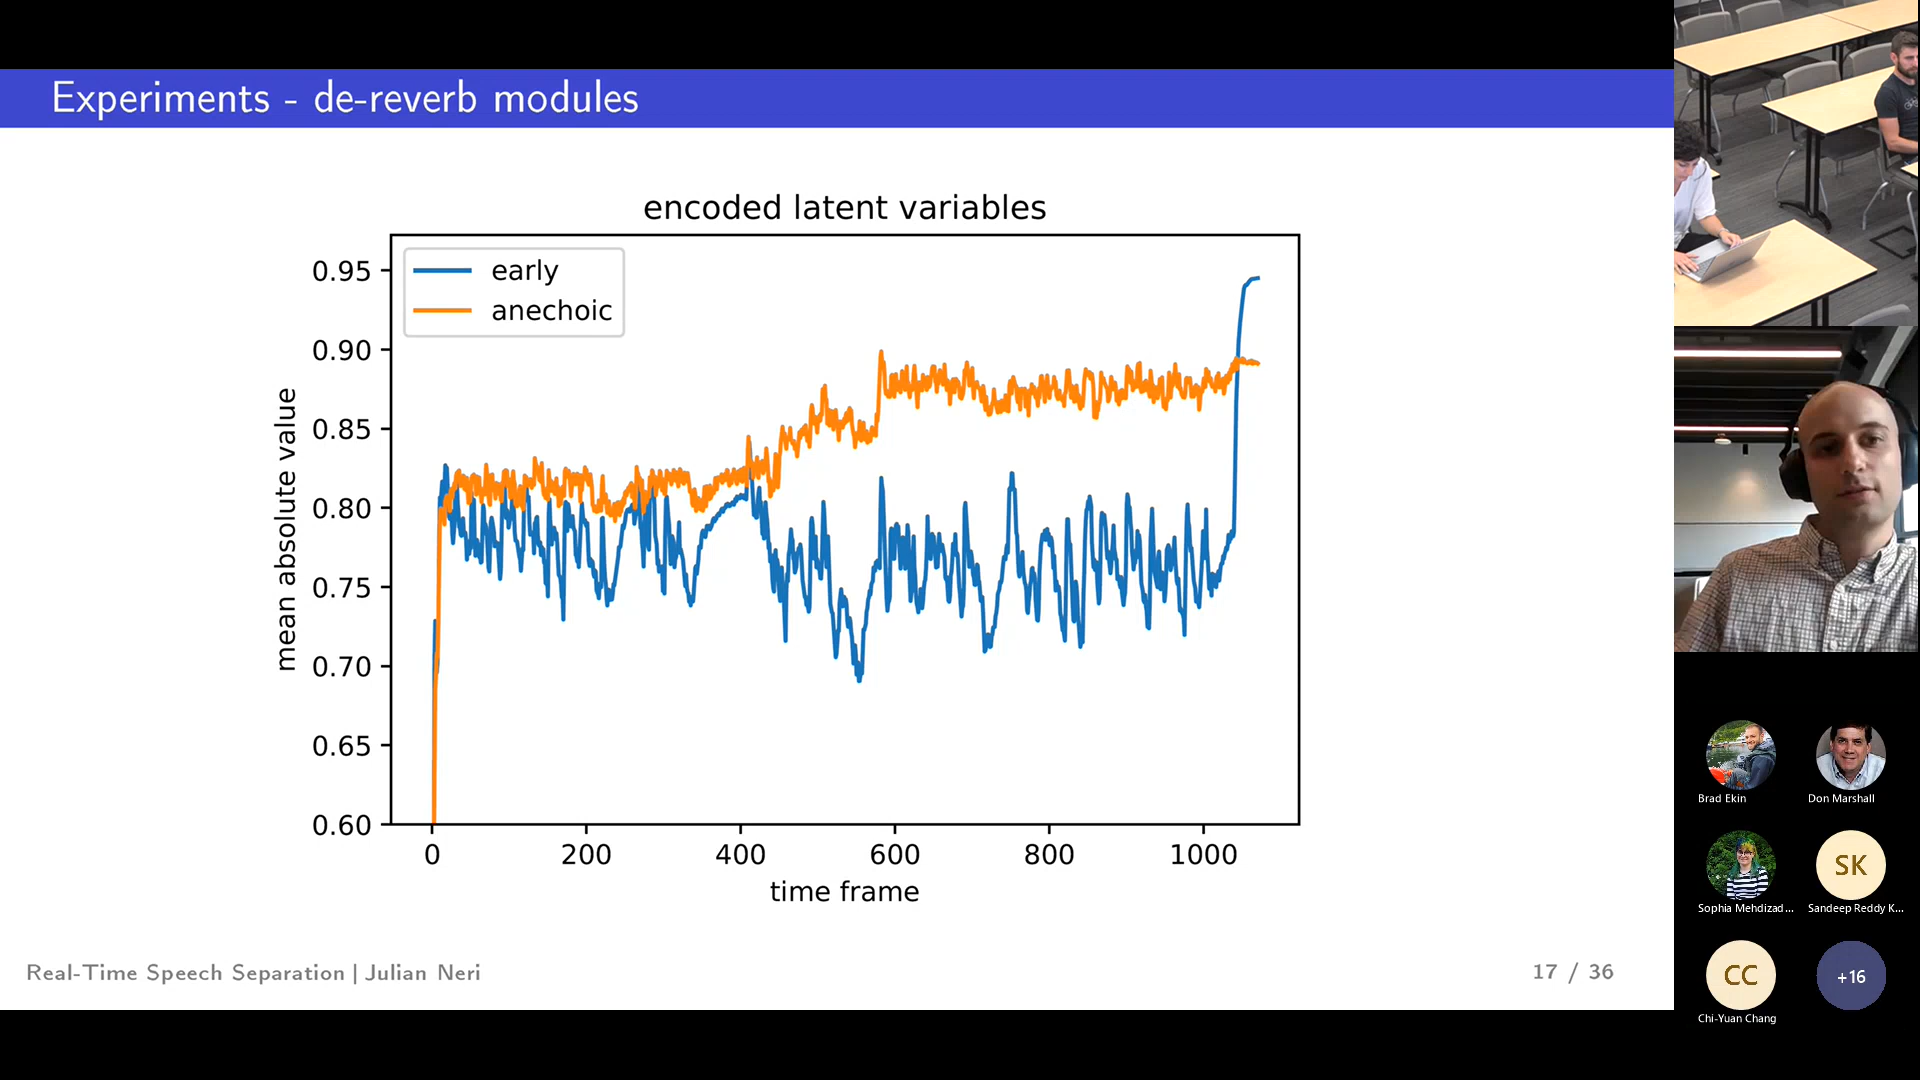 Experiments - de-reverb modules
encoded latent variables
early
anechoic
mean absolute value
0.95
0.90
0.85
0.80
0.75
0.70
0.65
0.60
0
200
400
600
800
1000
time frame
Real-Time Speech Separation | Julian Neri
17 / 36
Brad Ekin
Don Marshall
Sophia Mehdizad...
SK
Sandeep Reddy K...
CC
Chi-Yuan Chang
+16